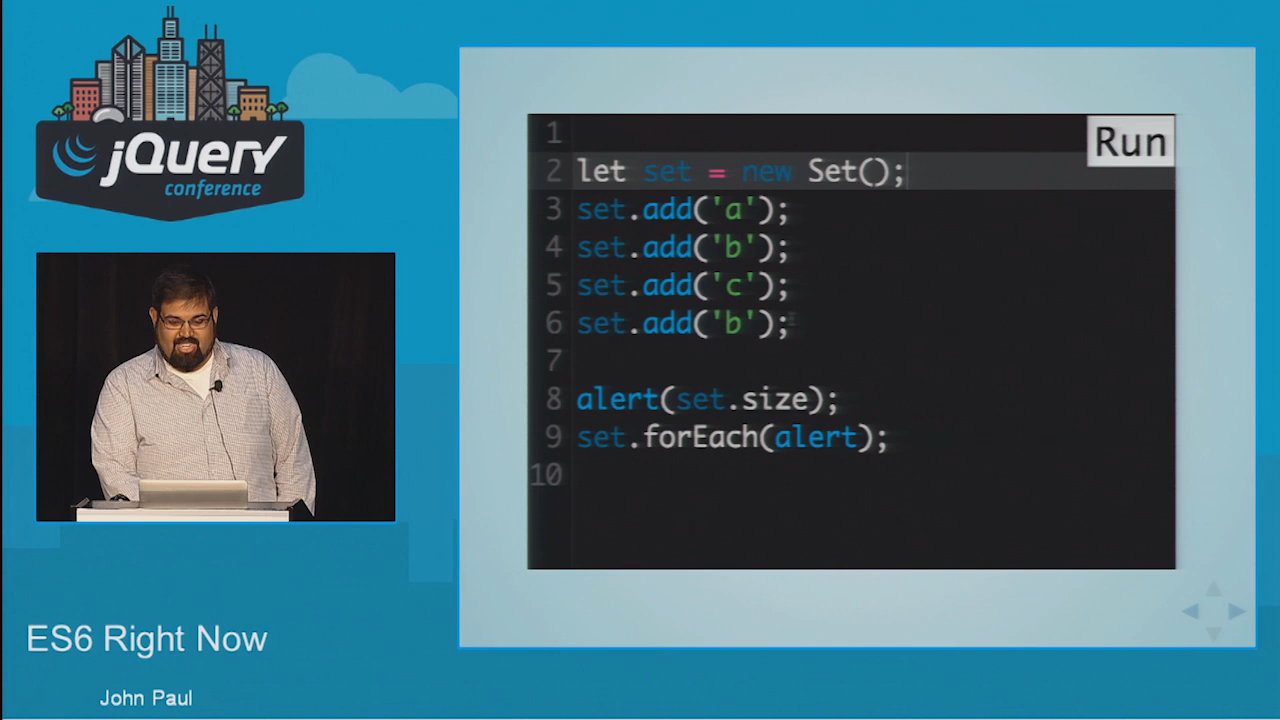 jQuery
conference
Run
1
2 let set = new Set();
3 set.add('a');
4 set.add('b');
5 set.add('c');
6 set.add('b');
7
8 alert(set.size);
9 set.forEach(alert);
10
ES6 Right Now
John Paul